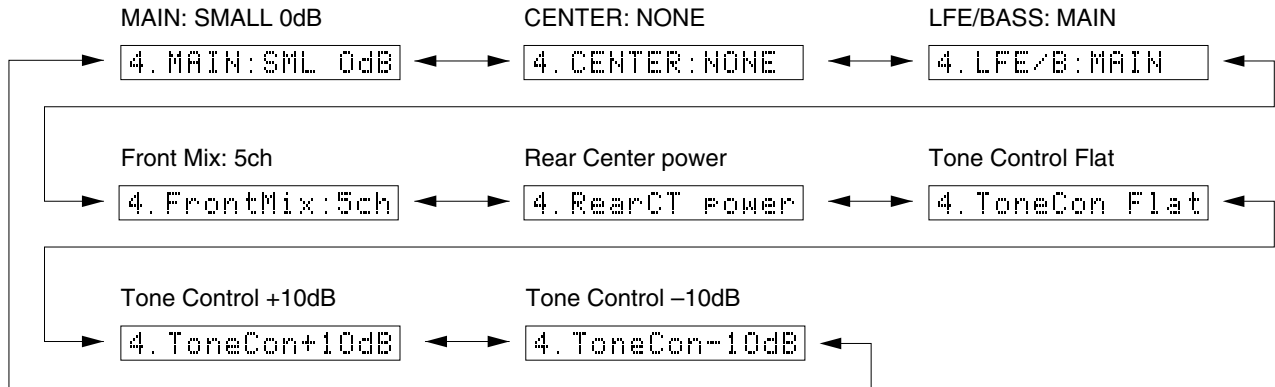 MAIN: SMALL 0dB CENTER: NONE LFE/BASS: MAIN
4. MAIN:SML 0dB 4. CENTER:NONE 4. LFE/B:MAIN
Front Mix: 5ch Rear Center power Tone Control Flat
4. FrontMix:5ch 4. RearCT power 4. ToneCon Flat
Tone Control +10dB Tone Control –10dB
4. ToneCon+10dB 4. ToneCon-10dB